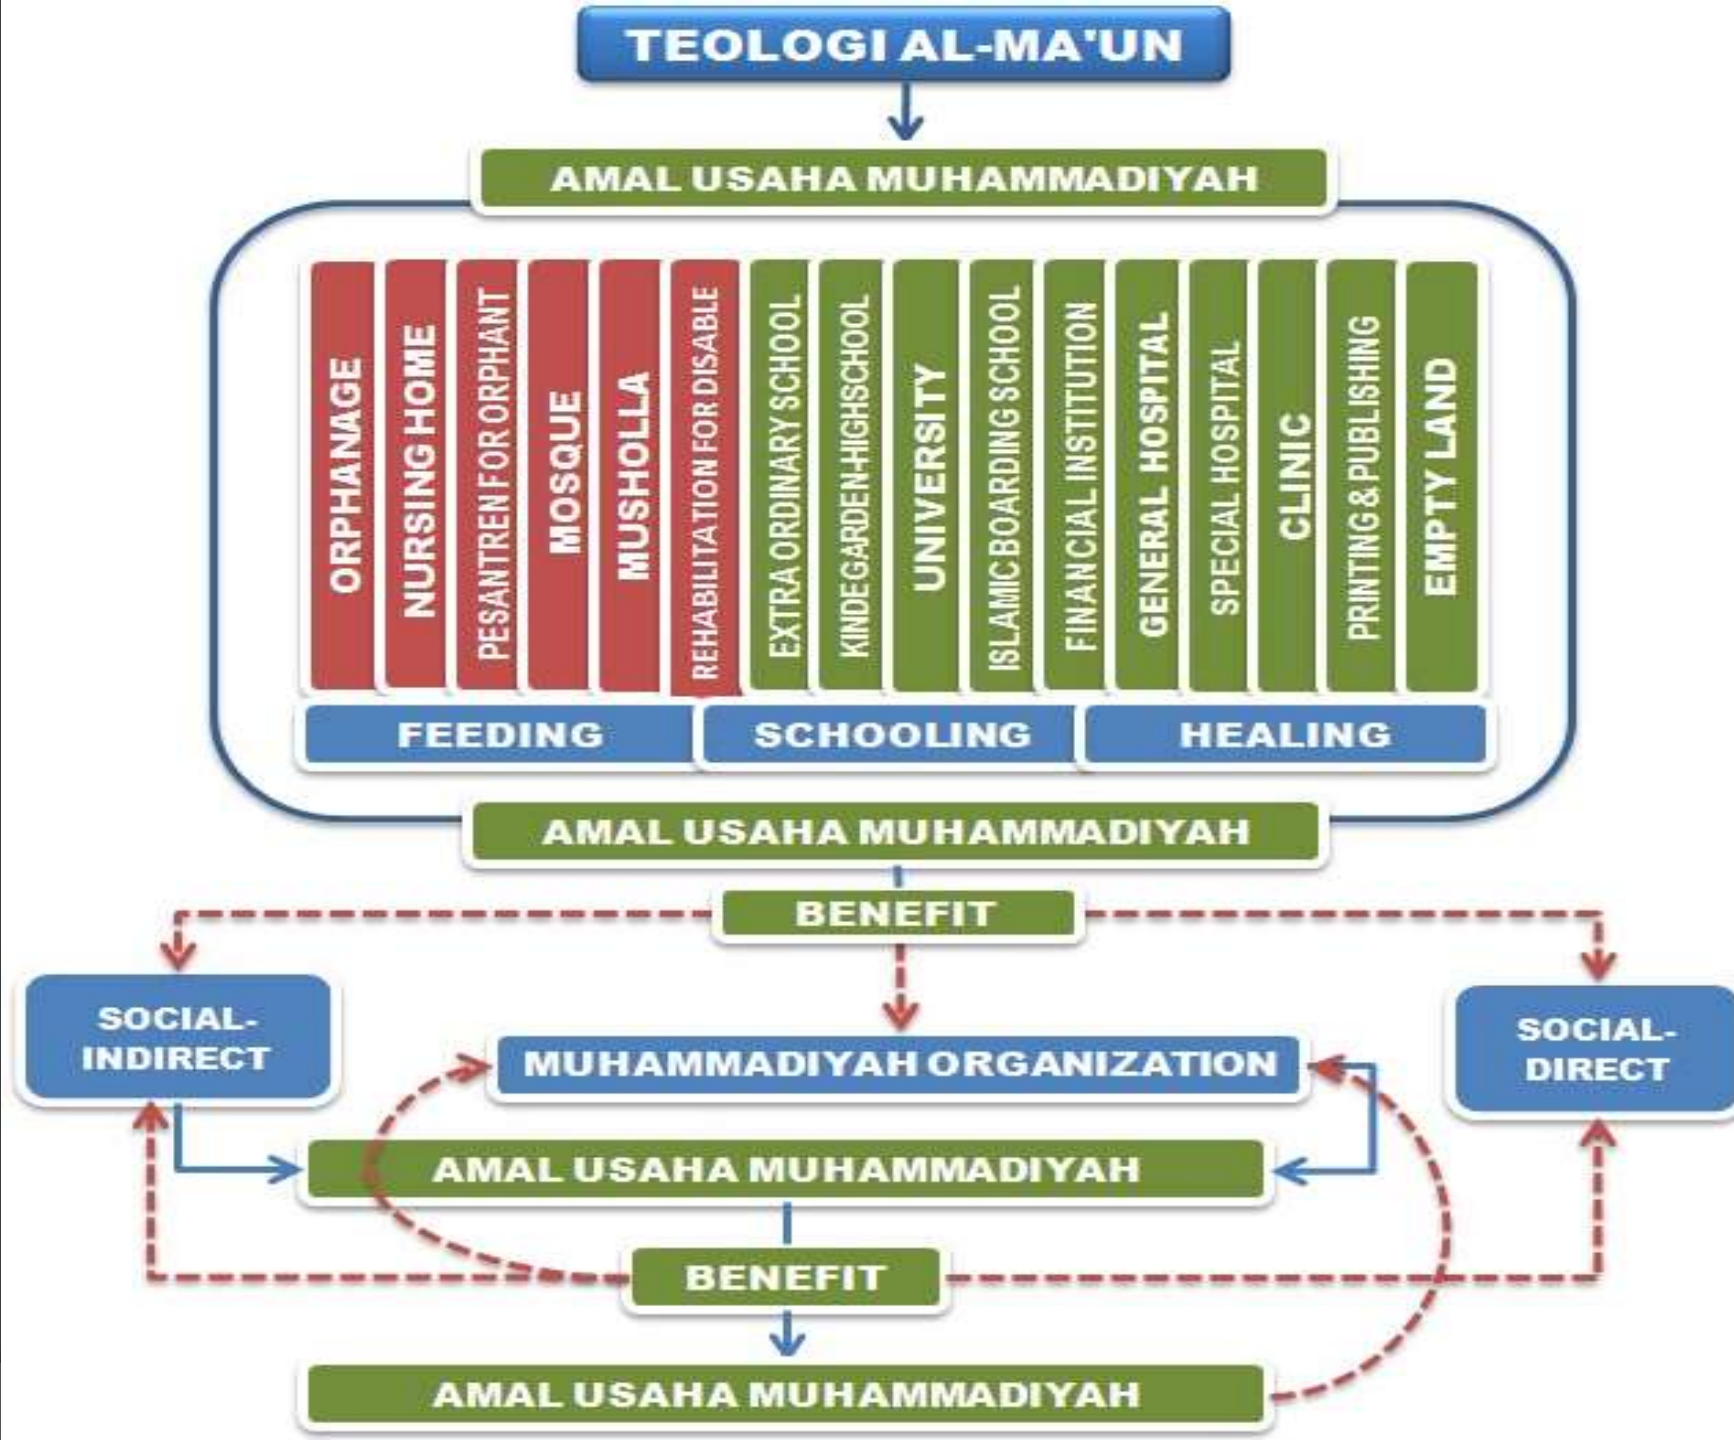 TEOLOGI AL-MA'UN
AMAL USAHA MUHAMMADIYAH
ORPHANAGE
NURSING HOME
PESANTREN FOR ORPHANT
MOSQUE
MUSHOLLA
REHABILITATION FOR DISABLE
EXTRA ORDINARY SCHOOL
KINDEGARDEN-HIGHSCHOOL
UNIVERSITY
ISLAMIC BOARDING SCHOOL
FINANCIAL INSTITUTION
GENERAL HOSPITAL
SPECIAL HOSPITAL
CLINIC
PRINTING & PUBLISHING
EMPTY LAND
FEEDING
SCHOOLING
HEALING
AMAL USAHA MUHAMMADIYAH
BENEFIT
SOCIAL-
INDIRECT
MUHAMMADIYAH ORGANIZATION
SOCIAL-
DIRECT
AMAL USAHA MUHAMMADIYAH
BENEFIT
AMAL USAHA MUHAMMADIYAH